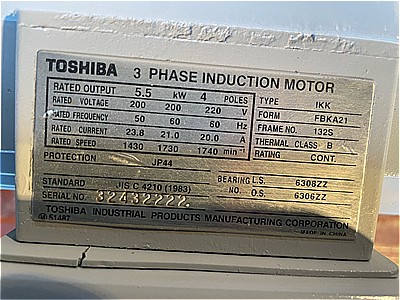 TOSHIBA 3 PHASE INDUCTION MOTOR
RATED OUTPUT 5.5 kW 4 POLES
RATED VOLTAGE 200 200 220 V
RATED FREQUENCY 50 60 60 Hz
RATED CURRENT 23.8 21.0 20.0 A
RATED SPEED 1430 1730 1740 min⁻¹
PROTECTION JP44
TYPE IKK
FORM FBKA21
FRAME NO. 132S
THERMAL CLASS B
RATING CONT.
STANDARD JIS C 4210 (1983)
SERIAL NO. 32432222
BEARING L.S. 6308ZZ
NO. O.S. 6306ZZ
TOSHIBA INDUSTRIAL PRODUCTS MANUFACTURING CORPORATION
MADE IN CHINA